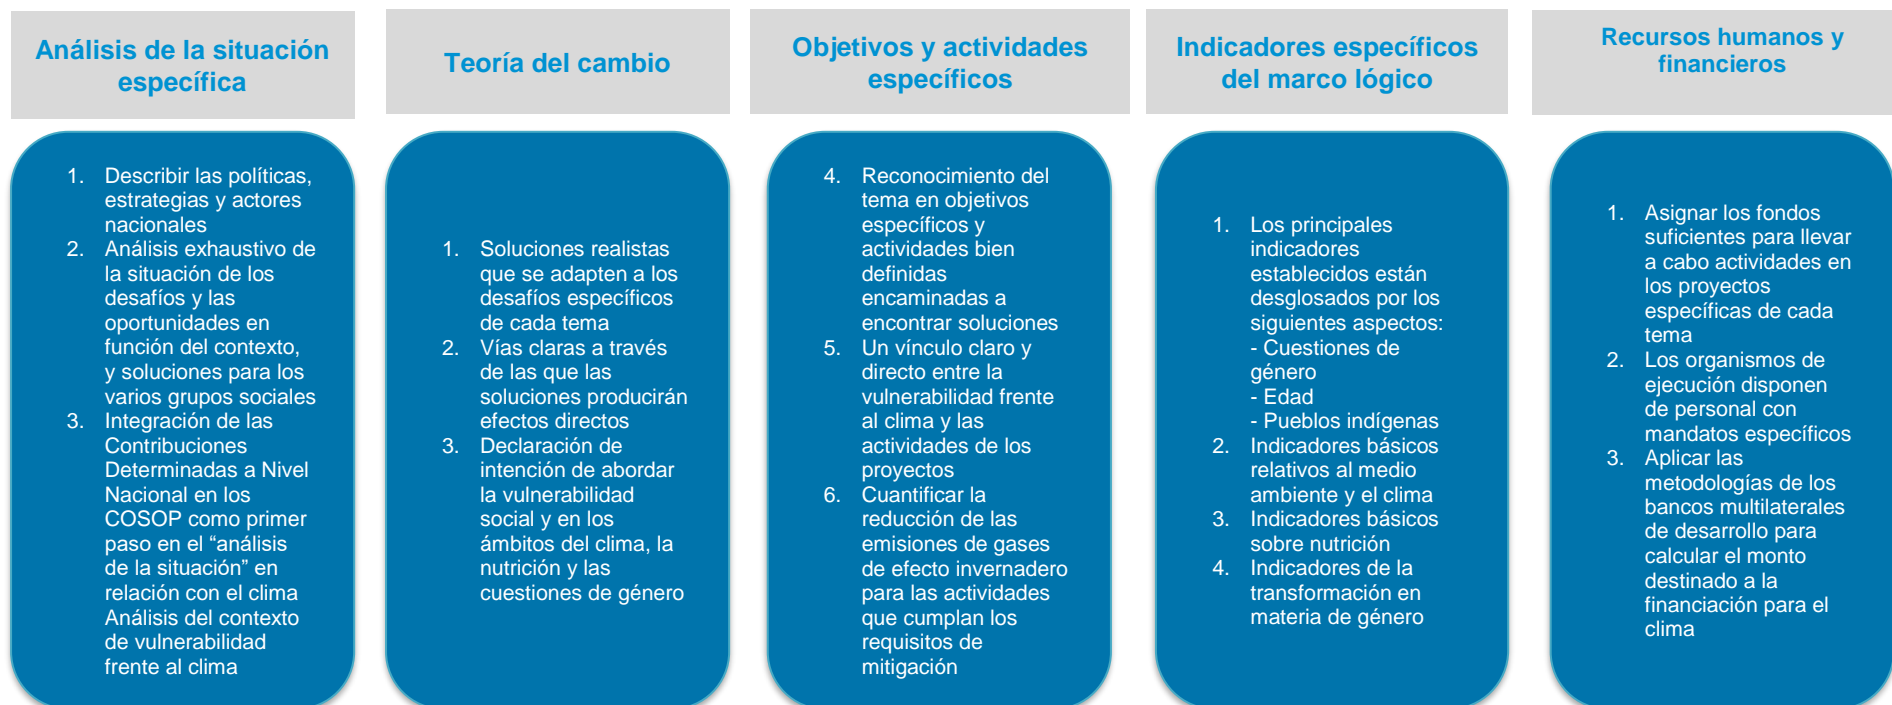 Análisis de la situación
específica
1. Describir las políticas,
estrategias y actores
nacionales
2. Análisis exhaustivo de
la situación de los
desafíos y las
oportunidades en
función del contexto,
y soluciones para los
varios grupos sociales
3. Integración de las
Contribuciones
Determinadas a Nivel
Nacional en los
COSOP como primer
paso en el “análisis
de la situación” en
relación con el clima
Análisis del contexto
de vulnerabilidad
frente al clima
Teoría del cambio
1. Soluciones realistas
que se adapten a los
desafíos específicos
de cada tema
2. Vías claras a través
de las que las
soluciones producirán
efectos directos
3. Declaración de
intención de abordar
la vulnerabilidad
social y en los
ámbitos del clima, la
nutrición y las
cuestiones de género
Objetivos y actividades
específicos
4. Reconocimiento del
tema en objetivos
específicos y
actividades bien
definidas
encaminadas a
encontrar soluciones
5. Un vínculo claro y
directo entre la
vulnerabilidad frente
al clima y las
actividades de los
proyectos
6. Cuantificar la
reducción de las
emisiones de gases
de efecto invernadero
para las actividades
que cumplan los
requisitos de
mitigación
Indicadores específicos
del marco lógico
1. Los principales
indicadores
establecidos están
desglosados por los
siguientes aspectos:
- Cuestiones de
género
- Edad
- Pueblos indígenas
2. Indicadores básicos
relativos al medio
ambiente y el clima
3. Indicadores básicos
sobre nutrición
4. Indicadores de la
transformación en
materia de género
Recursos humanos y
financieros
1. Asignar los fondos
suficientes para llevar
a cabo actividades en
los proyectos
específicas de cada
tema
2. Los organismos de
ejecución disponen
de personal con
mandatos específicos
3. Aplicar las
metodologías de los
bancos multilaterales
de desarrollo para
calcular el monto
destinado a la
financiación para el
clima